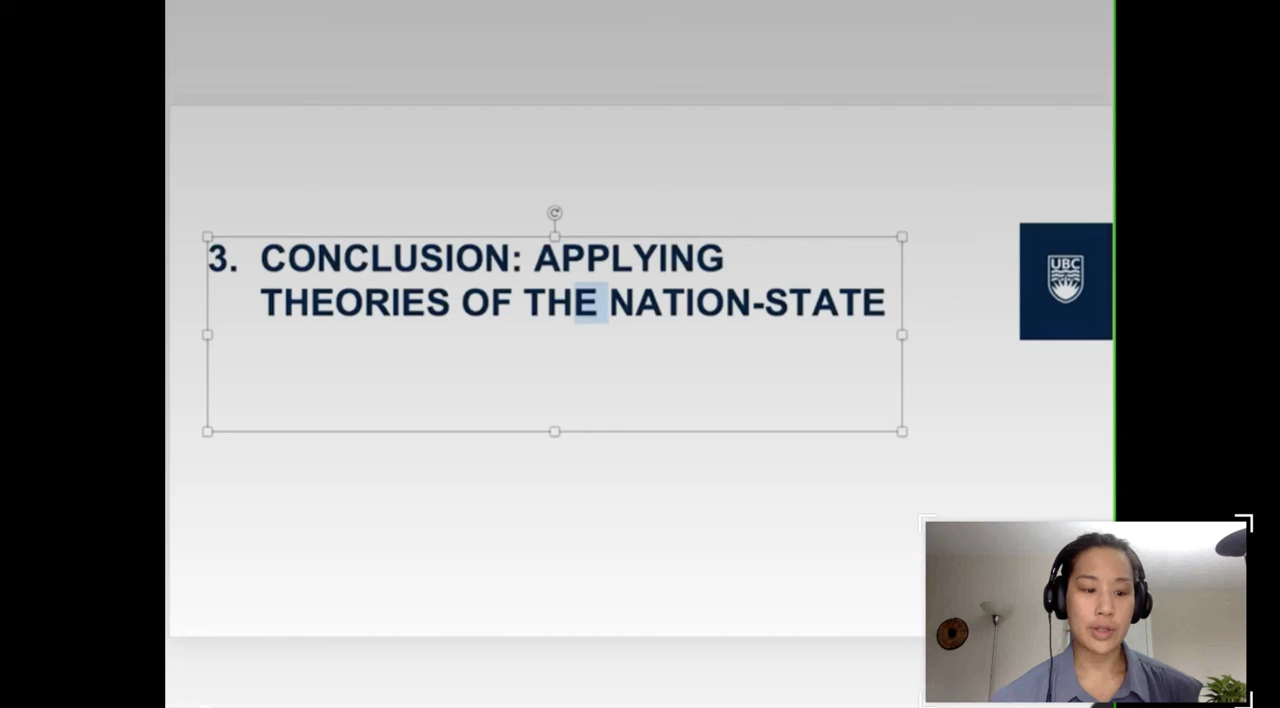 3. CONCLUSION: APPLYING
THEORIES OF THE NATION-STATE
UBC